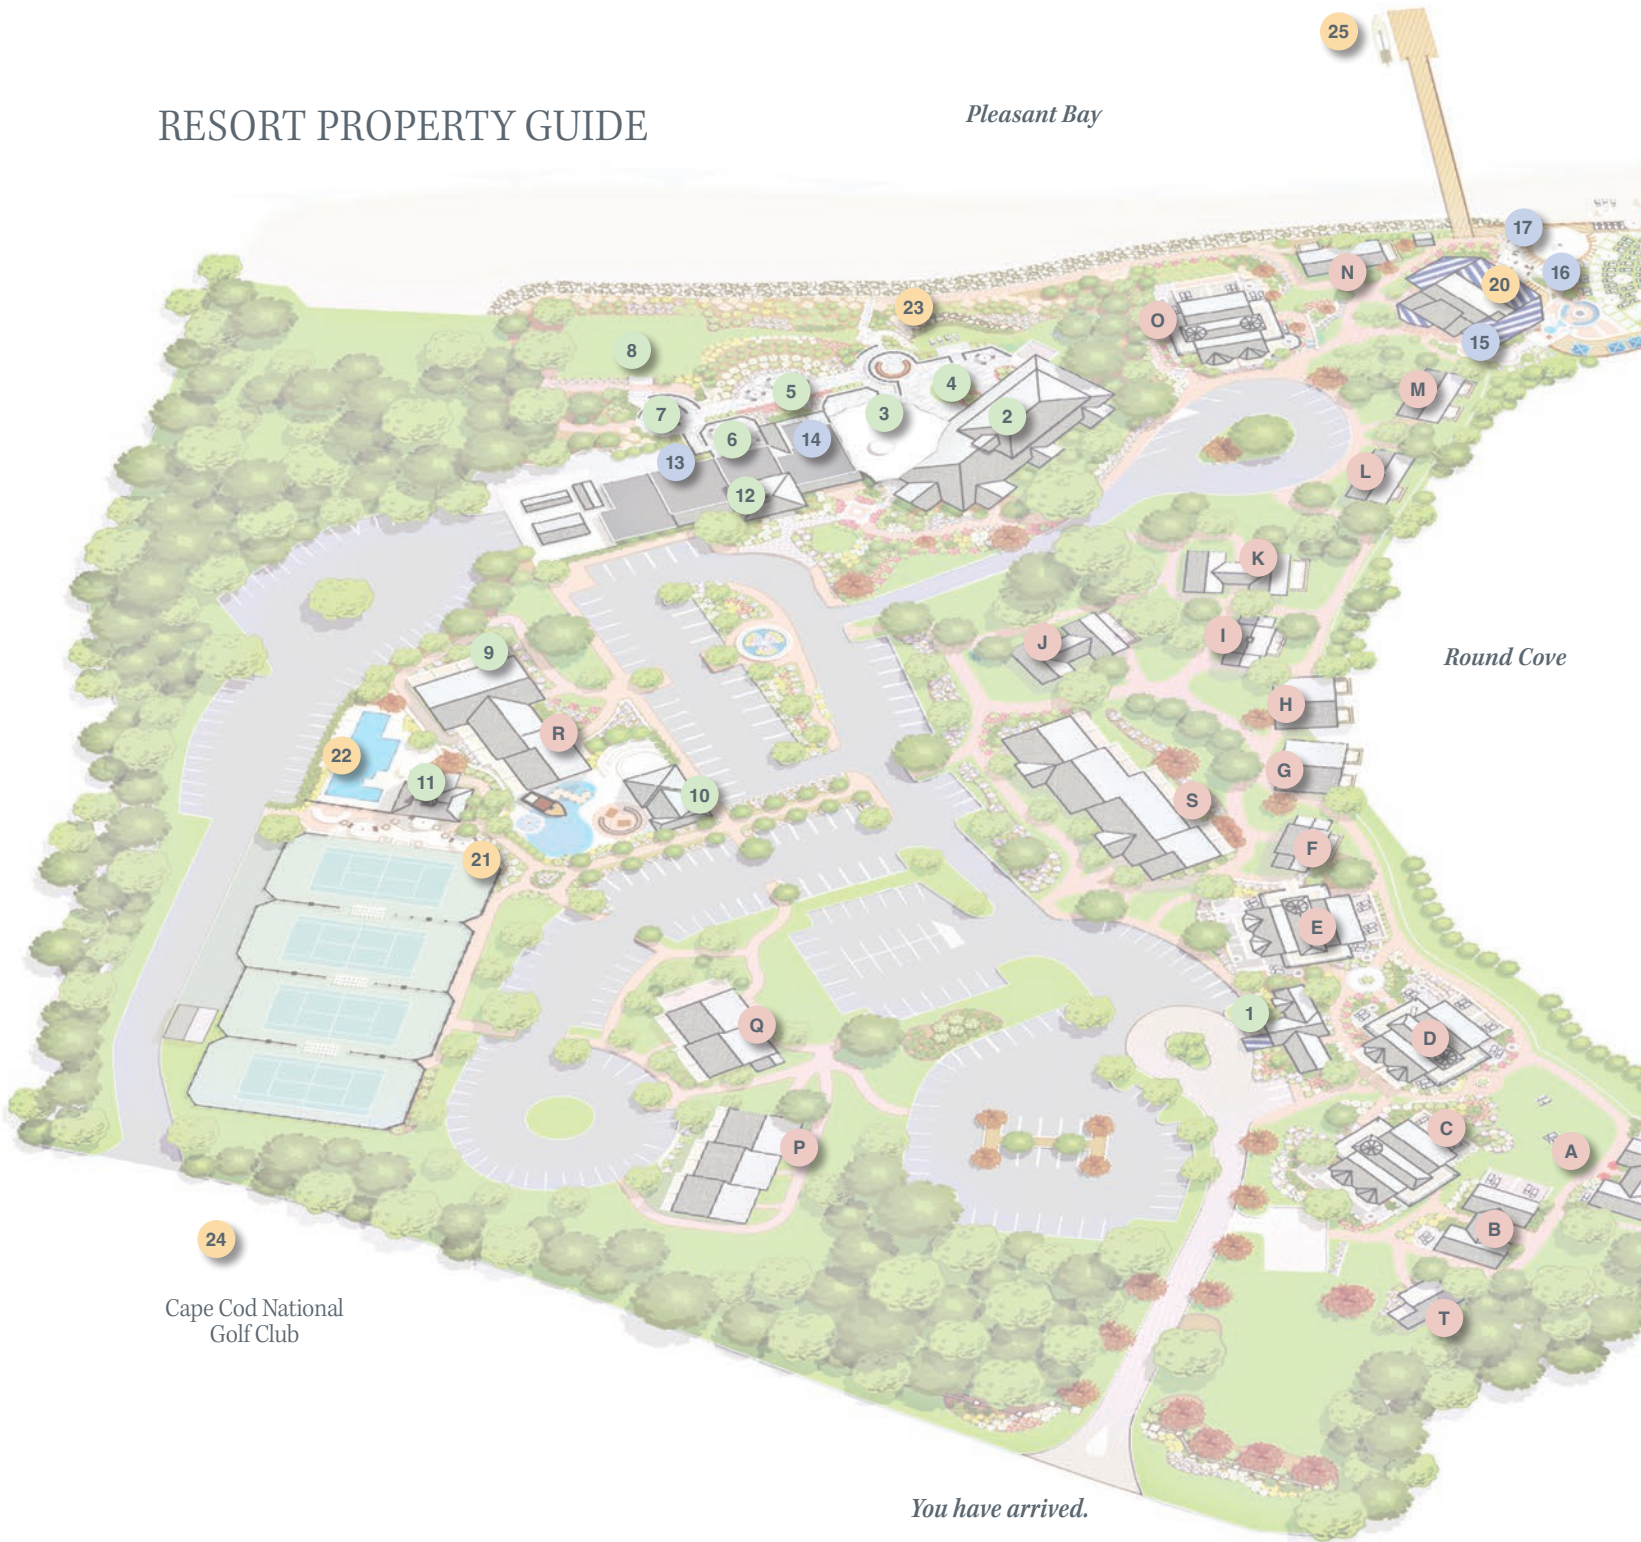 25
Pleasant Bay
RESORT PROPERTY GUIDE
17
N
16
20
23
O
15
8
4
M
5
3
2
7
6
14
13
L
12
K
I
J
9
Round Cove
H
R
22
G
11
10
S
F
21
E
1
Q
D
C
P
A
B
24
T
Cape Cod National
Golf Club
You have arrived.